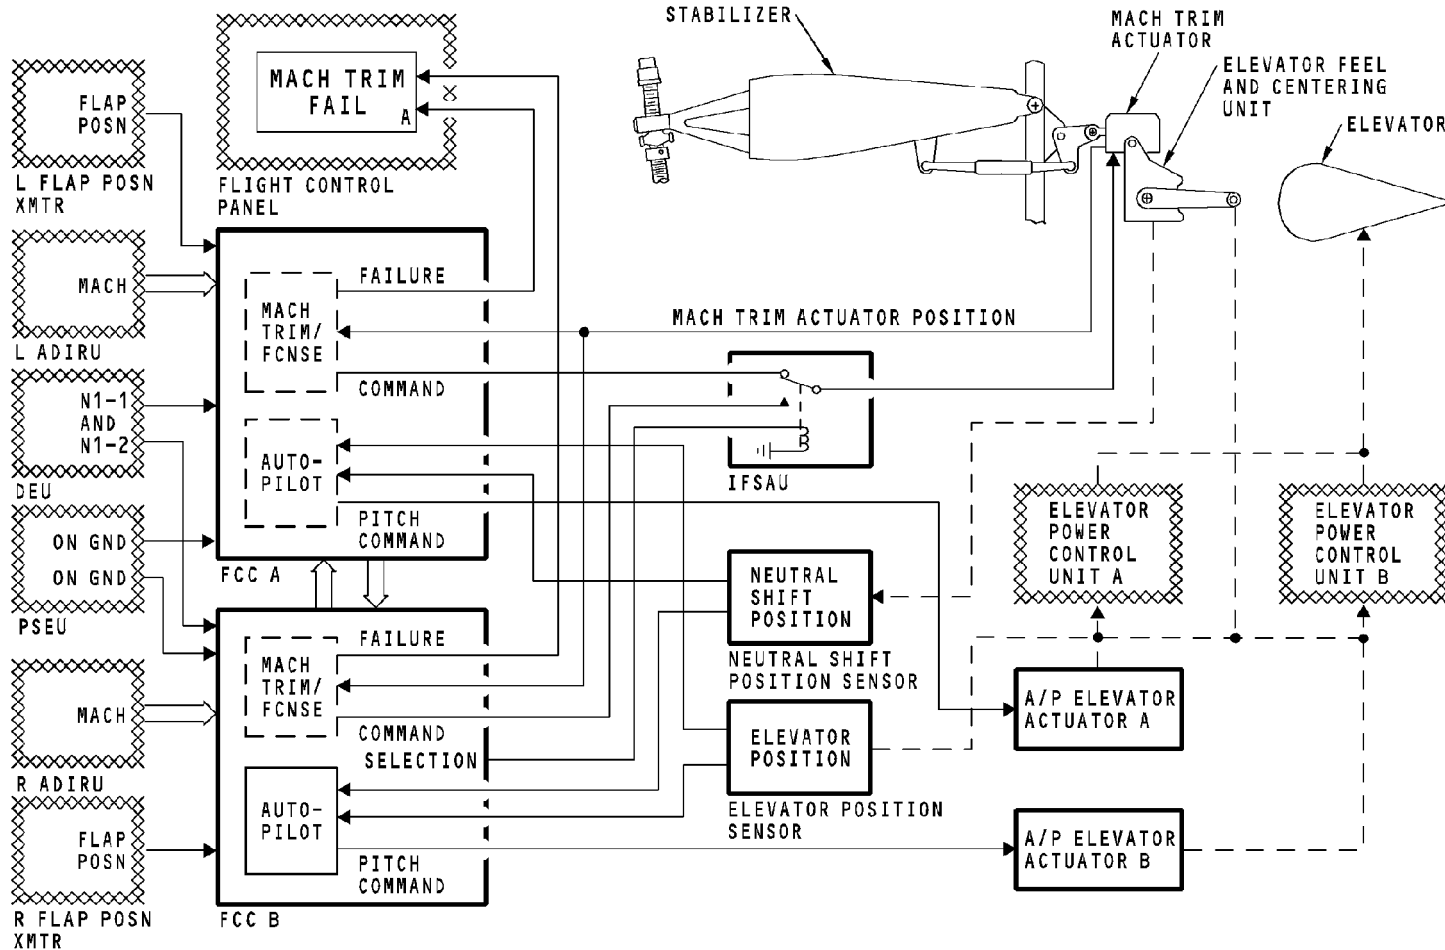 STABILIZER
MACH TRIM
ACTUATOR
ELEVATOR FEEL
AND CENTERING
UNIT
ELEVATOR
MACH TRIM
FAIL
A
FLIGHT CONTROL
PANEL
FLAP
POSN
L FLAP POSN
XMTR
MACH
L ADIRU
N1-1
AND
N1-2
DEU
ON GND
ON GND
PSEU
MACH
R ADIRU
FLAP
POSN
R FLAP POSN
XMTR
FAILURE
MACH
TRIM/
FCNSE
COMMAND
AUTO-
PILOT
PITCH
COMMAND
FCC A
FAILURE
MACH
TRIM/
FCNSE
COMMAND
SELECTION
AUTO-
PILOT
PITCH
COMMAND
FCC B
MACH TRIM ACTUATOR POSITION
IFSAU
NEUTRAL
SHIFT
POSITION
NEUTRAL SHIFT
POSITION SENSOR
ELEVATOR
POSITION
ELEVATOR POSITION
SENSOR
ELEVATOR
POWER
CONTROL
UNIT A
ELEVATOR
POWER
CONTROL
UNIT B
A/P ELEVATOR
ACTUATOR A
A/P ELEVATOR
ACTUATOR B